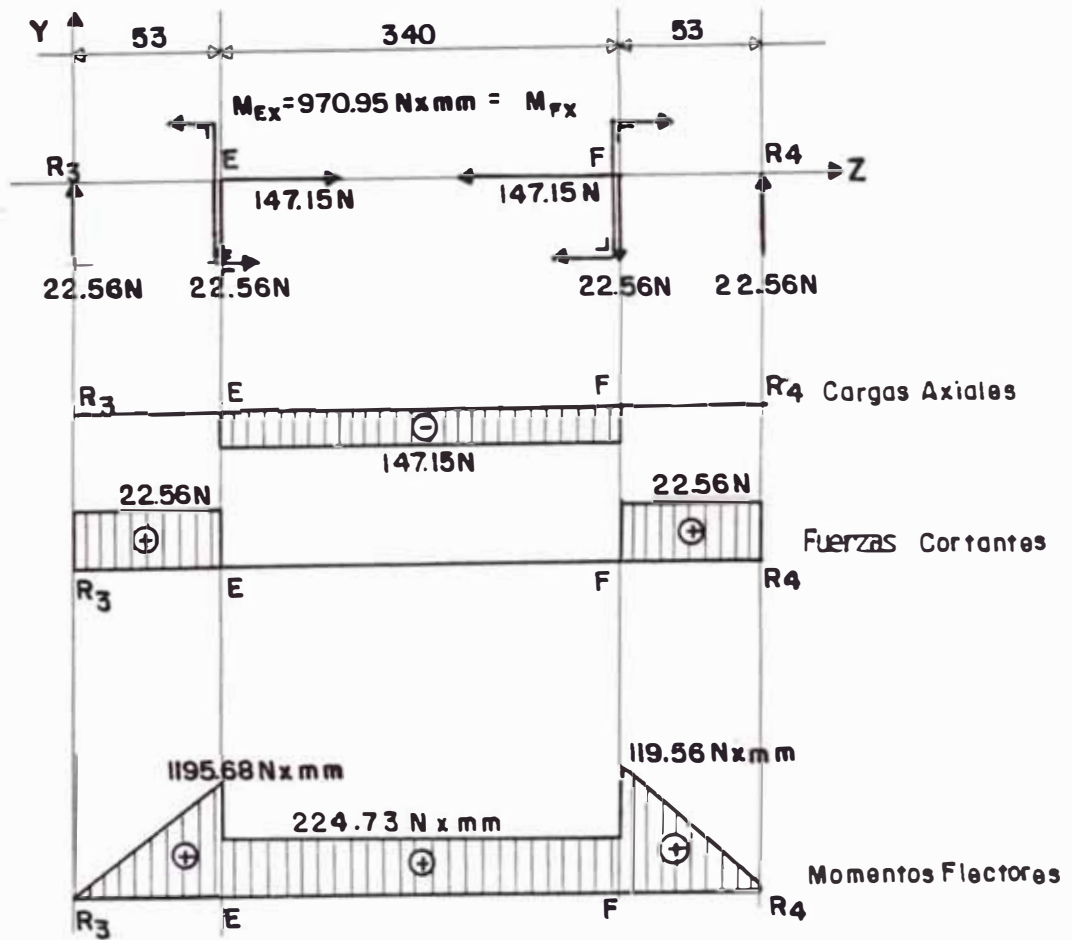 Y 53 340 53
M_EX=970.95 Nxmm = M_FX
R3 E F R4 Z
147.15N 147.15N
22.56N 22.56N 22.56N 22.56N
R3 E F R4 Cargas Axiales
-
147.15N
22.56N 22.56N
+ + Fuerzas Cortantes
R3 E F R4
1195.68 Nxmm 119.56 Nxmm
224.73 Nxmm
+ + + Momentos Flectores
R3 E F R4